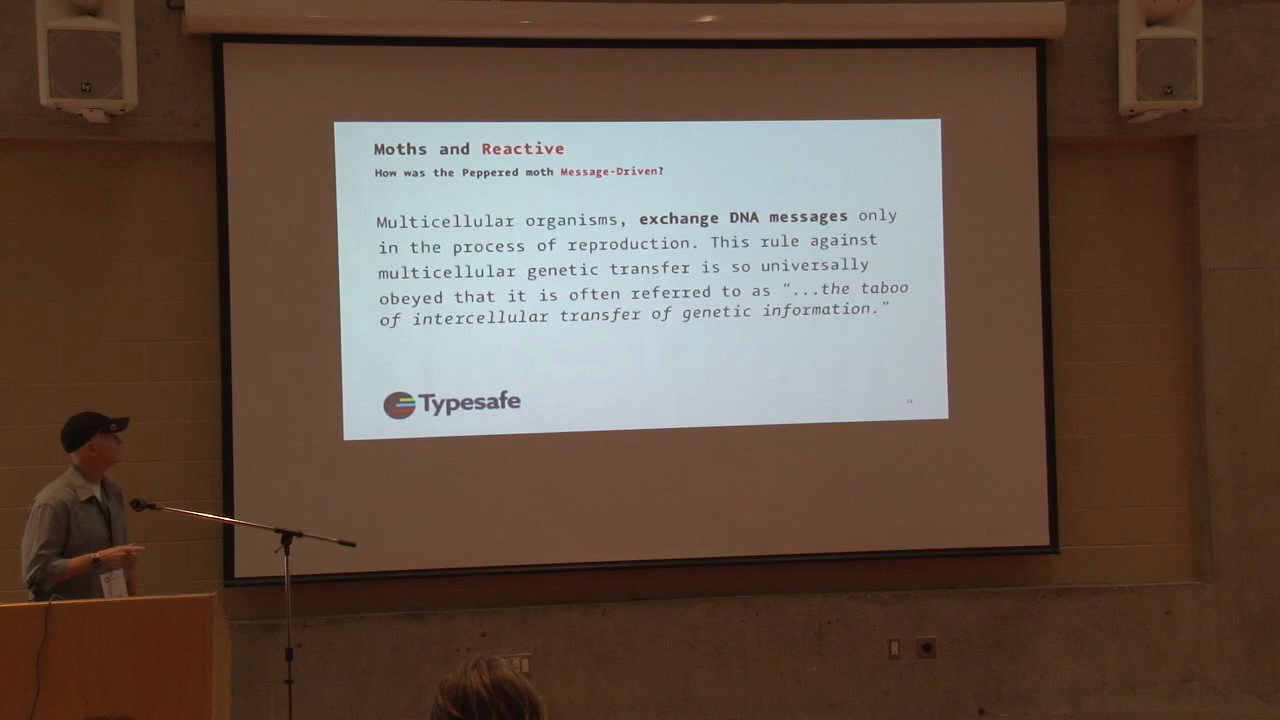 Moths and Reactive
How was the Peppered moth Message-Driven?
Multicellular organisms, exchange DNA messages only
in the process of reproduction. This rule against
multicellular genetic transfer is so universally
obeyed that it is often referred to as "...the taboo
of intercellular transfer of genetic information."
Typesafe